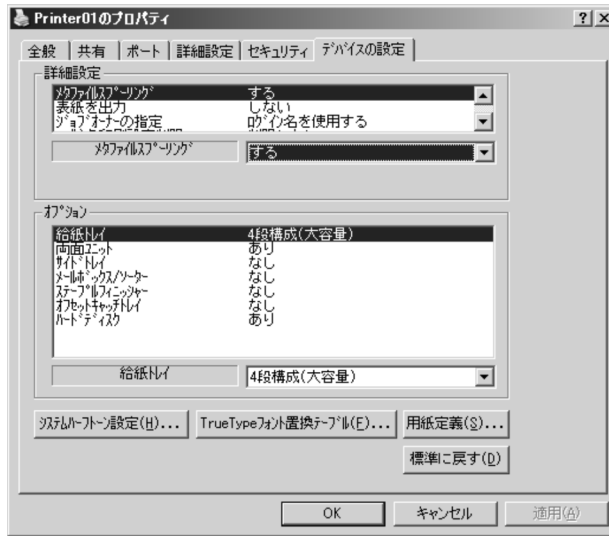 Printer01のプロパティ
全般 共有 ポート 詳細設定 セキュリティ デバイスの設定
詳細設定
ﾒﾀﾌｧｲﾙｽﾌﾟｰﾘﾝｸﾞ する
表紙を出力 しない
ｼﾞｮﾌﾞｵｰﾅｰの指定 ﾛｸﾞｲﾝ名を使用する
ﾒﾀﾌｧｲﾙｽﾌﾟｰﾘﾝｸﾞ する
ｵﾌﾟｼｮﾝ
給紙ﾄﾚｲ 4段構成(大容量)
両面ﾕﾆｯﾄ あり
ｻｲﾄﾞﾄﾚｲ なし
ﾒｰﾙﾎﾞｯｸｽ/ｿｰﾀｰ なし
ｽﾃｰﾌﾟﾙﾌｨﾆｯｼｬｰ なし
ｵﾌｾｯﾄｷｬｯﾁﾄﾚｲ なし
ﾊｰﾄﾞﾃﾞｨｽｸ あり
給紙ﾄﾚｲ 4段構成(大容量)
ｼｽﾃﾑﾊｰﾌﾄｰﾝ設定(H)... TrueTypeﾌｫﾝﾄ置換ﾃｰﾌﾞﾙ(F)... 用紙定義(S)...
標準に戻す(D)
OK キャンセル 適用(A)